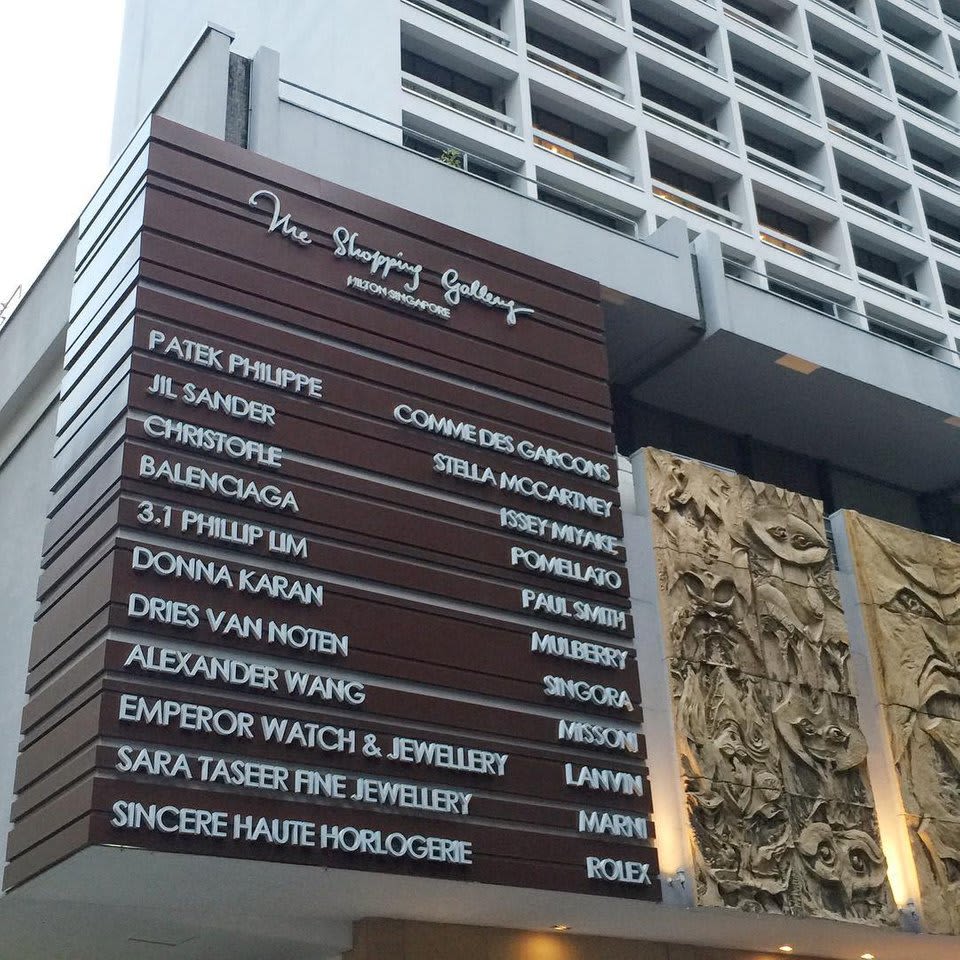 The Shopping Gallery
HILTON SINGAPORE
PATEK PHILIPPE
JIL SANDER
CHRISTOFLE
BALENCIAGA
3.1 PHILLIP LIM
DONNA KARAN
DRIES VAN NOTEN
ALEXANDER WANG
EMPEROR WATCH & JEWELLERY
SARA TASEER FINE JEWELLERY
SINCERE HAUTE HORLOGERIE
COMME DES GARCONS
STELLA MCCARTNEY
ISSEY MIYAKE
POMELLATO
PAUL SMITH
MULBERRY
SINGORA
MISSONI
LANVIN
MARNI
ROLEX